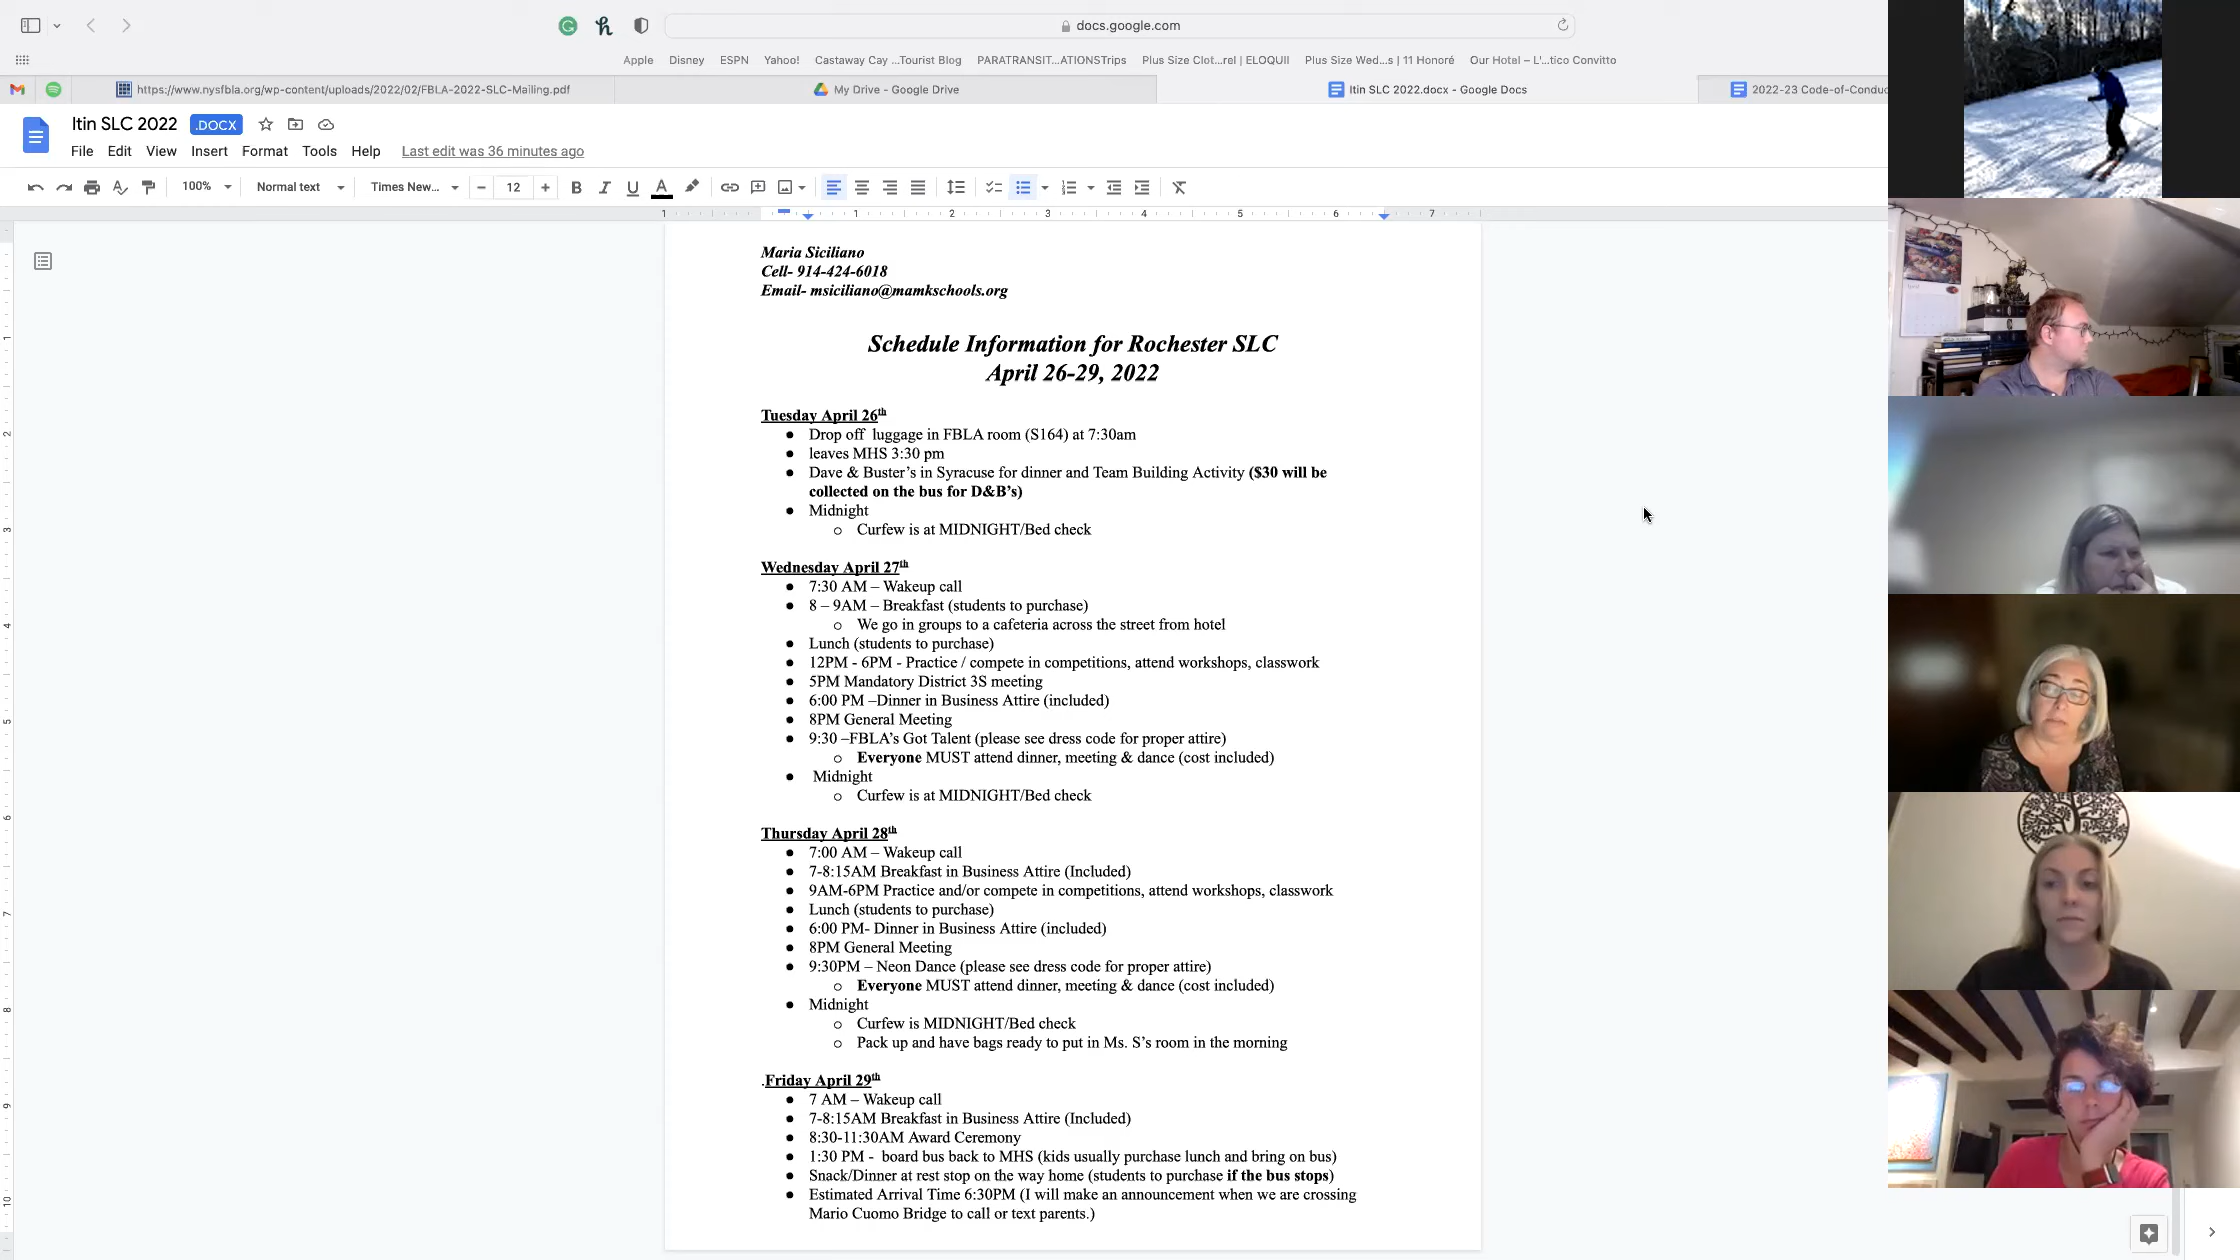 docs.google.com
Apple Disney ESPN Yahoo! Castaway Cay ...Tourist Blog PARATRANSIT...ATIONSTrips Plus Size Clot...rel | ELOQUII Plus Size Wed...s | 11 Honoré Our Hotel – L'...tico Convitto
https://www.nysfbla.org/wp-content/uploads/2022/02/FBLA-2022-SLC-Mailing.pdf My Drive - Google Drive Itin SLC 2022.docx - Google Docs 2022-23 Code-of-Conduc
Itin SLC 2022 .DOCX
File Edit View Insert Format Tools Help Last edit was 36 minutes ago
100% Normal text Times New... 12
1 1 2 3 4 5 6 7
Maria Siciliano
Cell- 914-424-6018
Email- msiciliano@mamkschools.org
Schedule Information for Rochester SLC
April 26-29, 2022
Tuesday April 26th
● Drop off luggage in FBLA room (S164) at 7:30am
● leaves MHS 3:30 pm
● Dave & Buster’s in Syracuse for dinner and Team Building Activity ($30 will be
collected on the bus for D&B’s)
● Midnight
○ Curfew is at MIDNIGHT/Bed check
Wednesday April 27th
● 7:30 AM – Wakeup call
● 8 – 9AM – Breakfast (students to purchase)
○ We go in groups to a cafeteria across the street from hotel
● Lunch (students to purchase)
● 12PM - 6PM - Practice / compete in competitions, attend workshops, classwork
● 5PM Mandatory District 3S meeting
● 6:00 PM –Dinner in Business Attire (included)
● 8PM General Meeting
● 9:30 –FBLA’s Got Talent (please see dress code for proper attire)
○ Everyone MUST attend dinner, meeting & dance (cost included)
● Midnight
○ Curfew is at MIDNIGHT/Bed check
Thursday April 28th
● 7:00 AM – Wakeup call
● 7-8:15AM Breakfast in Business Attire (Included)
● 9AM-6PM Practice and/or compete in competitions, attend workshops, classwork
● Lunch (students to purchase)
● 6:00 PM- Dinner in Business Attire (included)
● 8PM General Meeting
● 9:30PM – Neon Dance (please see dress code for proper attire)
○ Everyone MUST attend dinner, meeting & dance (cost included)
● Midnight
○ Curfew is MIDNIGHT/Bed check
○ Pack up and have bags ready to put in Ms. S’s room in the morning
.Friday April 29th
● 7 AM – Wakeup call
● 7-8:15AM Breakfast in Business Attire (Included)
● 8:30-11:30AM Award Ceremony
● 1:30 PM - board bus back to MHS (kids usually purchase lunch and bring on bus)
● Snack/Dinner at rest stop on the way home (students to purchase if the bus stops)
● Estimated Arrival Time 6:30PM (I will make an announcement when we are crossing
Mario Cuomo Bridge to call or text parents.)